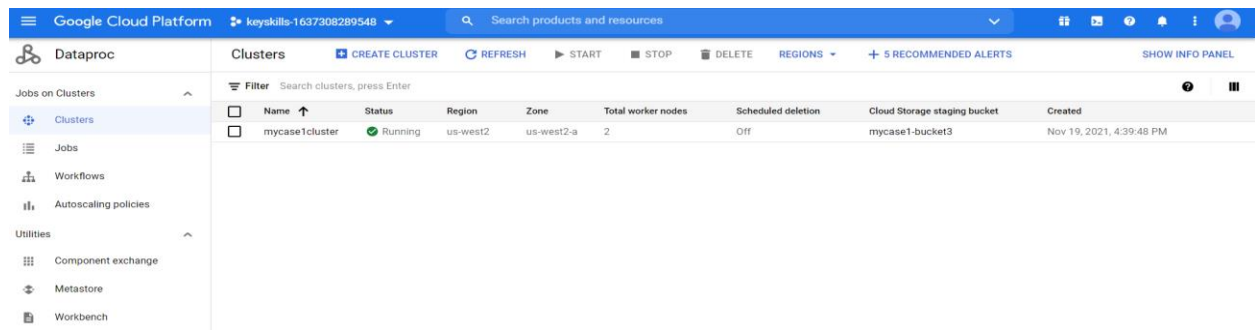 Google Cloud Platform keyskills-1637308289548 Search products and resources
Dataproc Clusters CREATE CLUSTER REFRESH START STOP DELETE REGIONS + 5 RECOMMENDED ALERTS SHOW INFO PANEL
Jobs on Clusters
Filter Search clusters, press Enter
Name Status Region Zone Total worker nodes Scheduled deletion Cloud Storage staging bucket Created
Clusters
mycase1cluster Running us-west2 us-west2-a 2 Off mycase1-bucket3 Nov 19, 2021, 4:39:48 PM
Jobs
Workflows
Autoscaling policies
Utilities
Component exchange
Metastore
Workbench